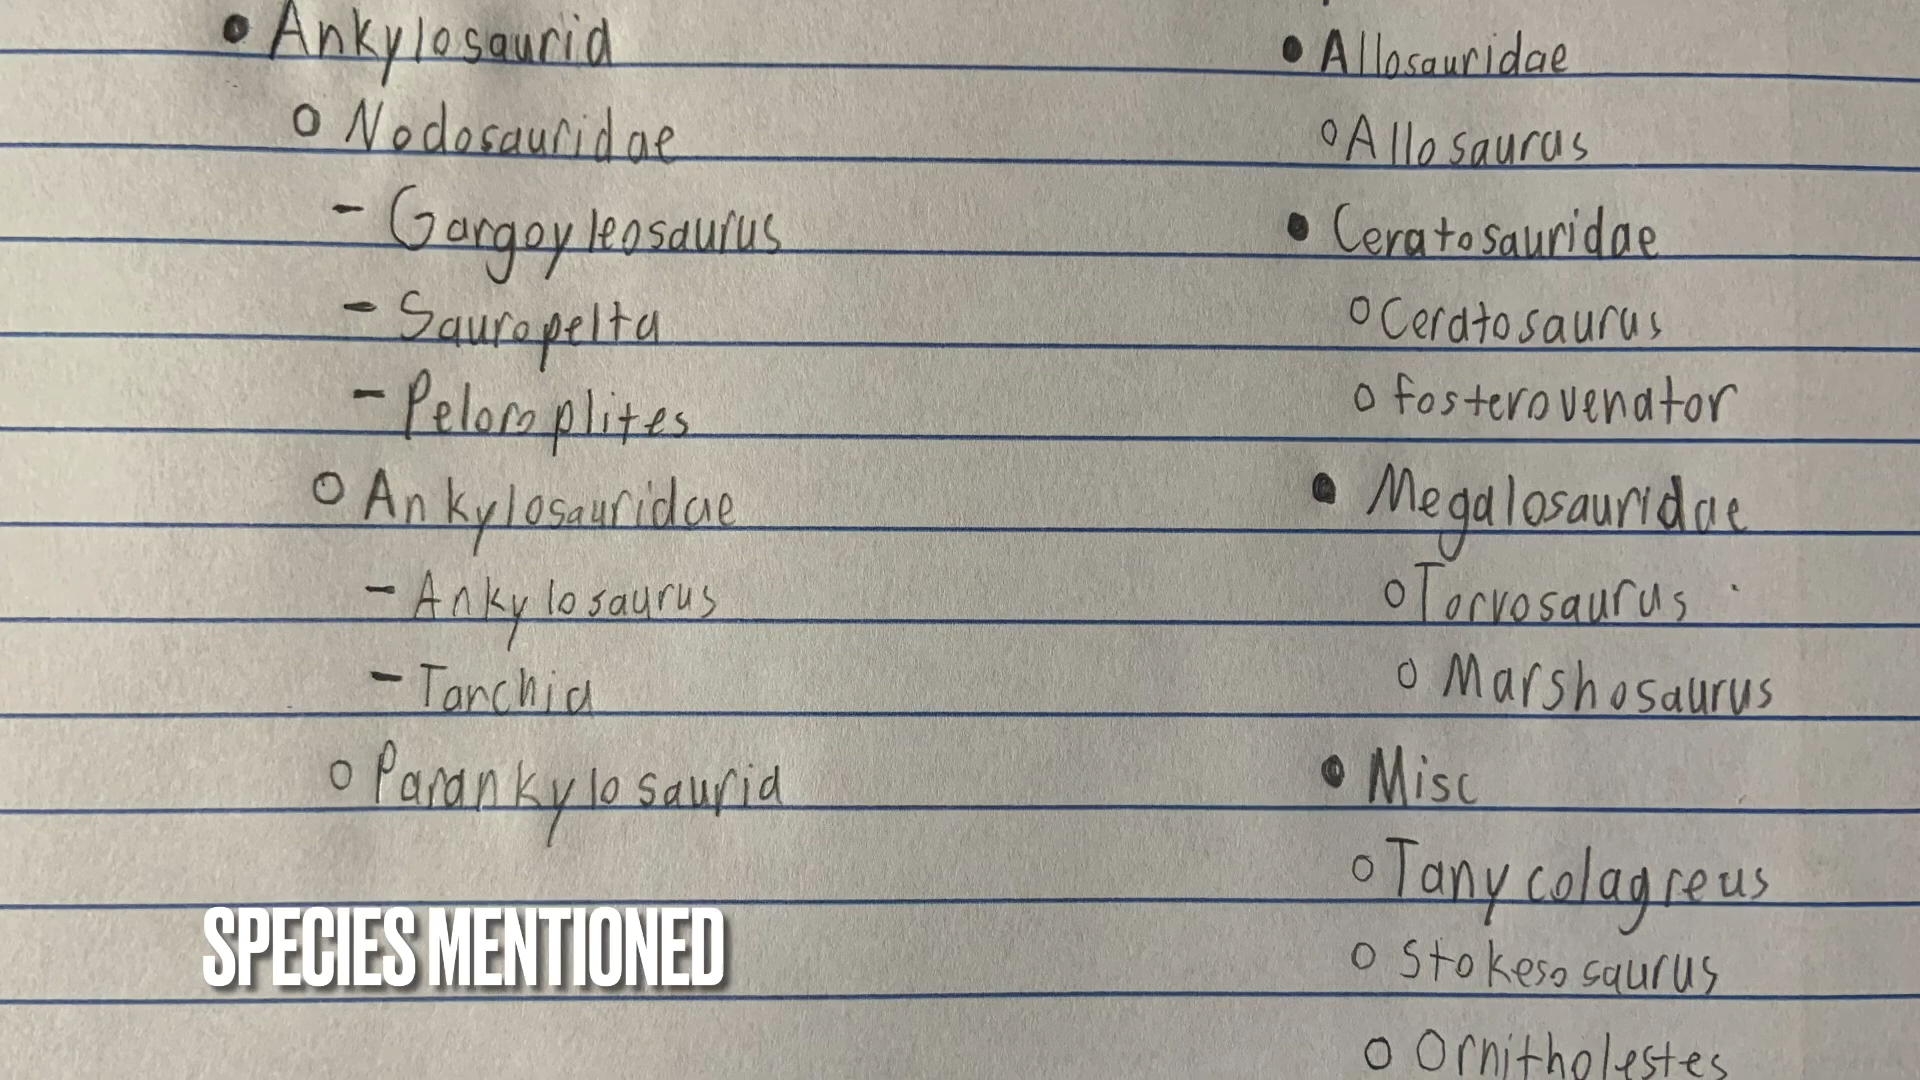 • Ankylosaurid
○ Nodosauridae
- Gargoyleosaurus
- Sauropelta
- Peloroplites
○ Ankylosauridae
- Ankylosaurus
- Tarchia
○ Parankylosaurid
SPECIES MENTIONED
• Allosauridae
○ Allosaurus
• Ceratosauridae
○ Ceratosaurus
○ fosterovenator
• Megalosauridae
○ Torvosaurus
○ Marshosaurus
• Misc
○ Tanycolagreus
○ Stokesosaurus
○ Ornitholestes